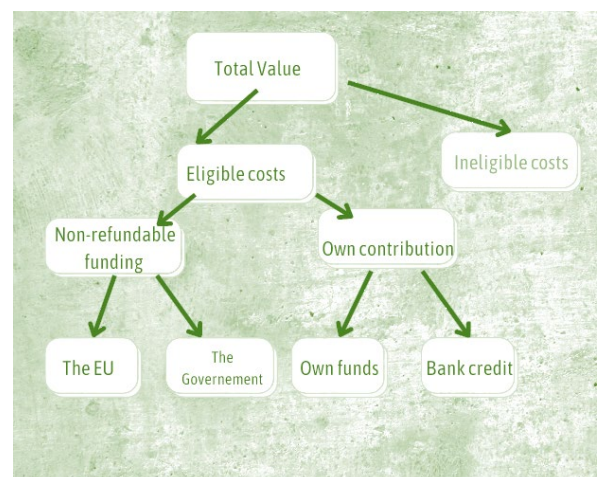 Total Value
Ineligible costs
Eligible costs
Non-refundable
funding
Own contribution
The EU
The
Governement
Own funds
Bank credit